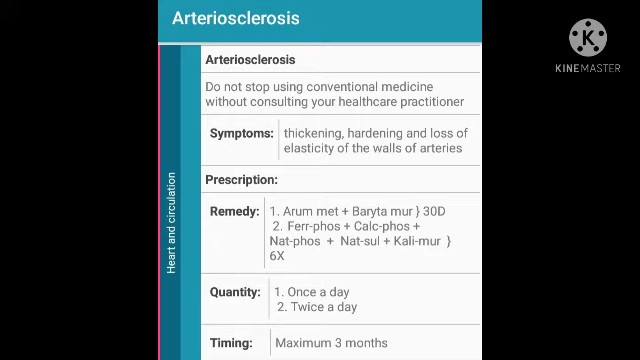 Arteriosclerosis
K
KINEMASTER
Arteriosclerosis
Do not stop using conventional medicine
without consulting your healthcare practitioner
Symptoms: thickening, hardening and loss of
elasticity of the walls of arteries
Prescription:
Remedy: 1. Arum met + Baryta mur } 30D
2. Ferr-phos + Calc-phos +
Nat-phos + Nat-sul + Kali-mur }
6X
Quantity: 1. Once a day
2. Twice a day
Timing: Maximum 3 months
Heart and circulation